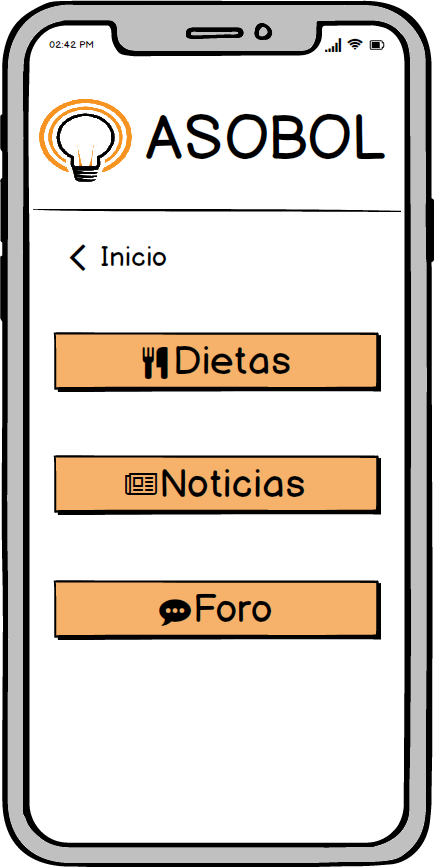 02:42 PM
ASOBOL
Inicio
Dietas
Noticias
Foro